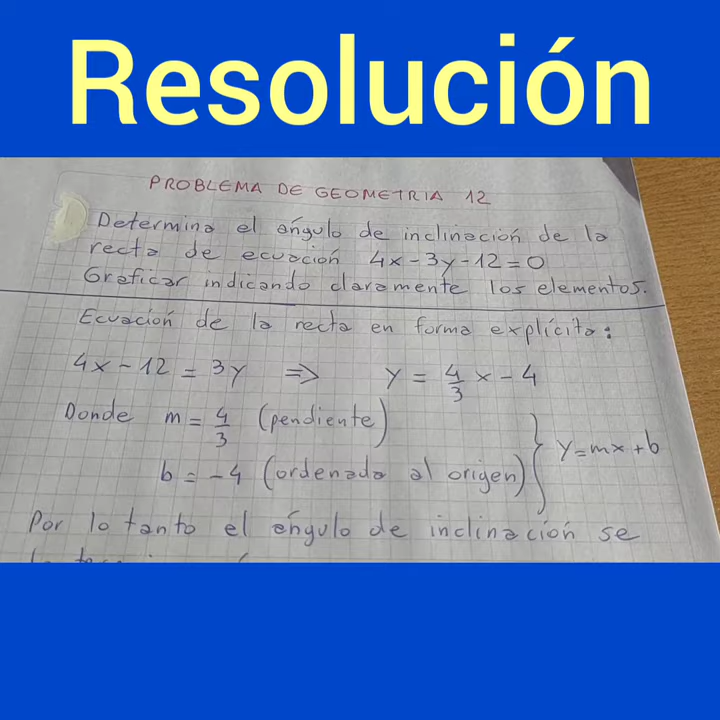 Resolución
PROBLEMA DE GEOMETRIA 12
Determina el ángulo de inclinación de la
recta de ecuación 4x-3y-12=0
Graficar indicando claramente los elementos.
Ecuación de la recta en forma explícita:
4x-12 = 3y ⇒ y = 4/3 x - 4
Donde m = 4/3 (pendiente)
b = -4 (ordenada al origen) } y=mx+b
Por lo tanto el ángulo de inclinación se